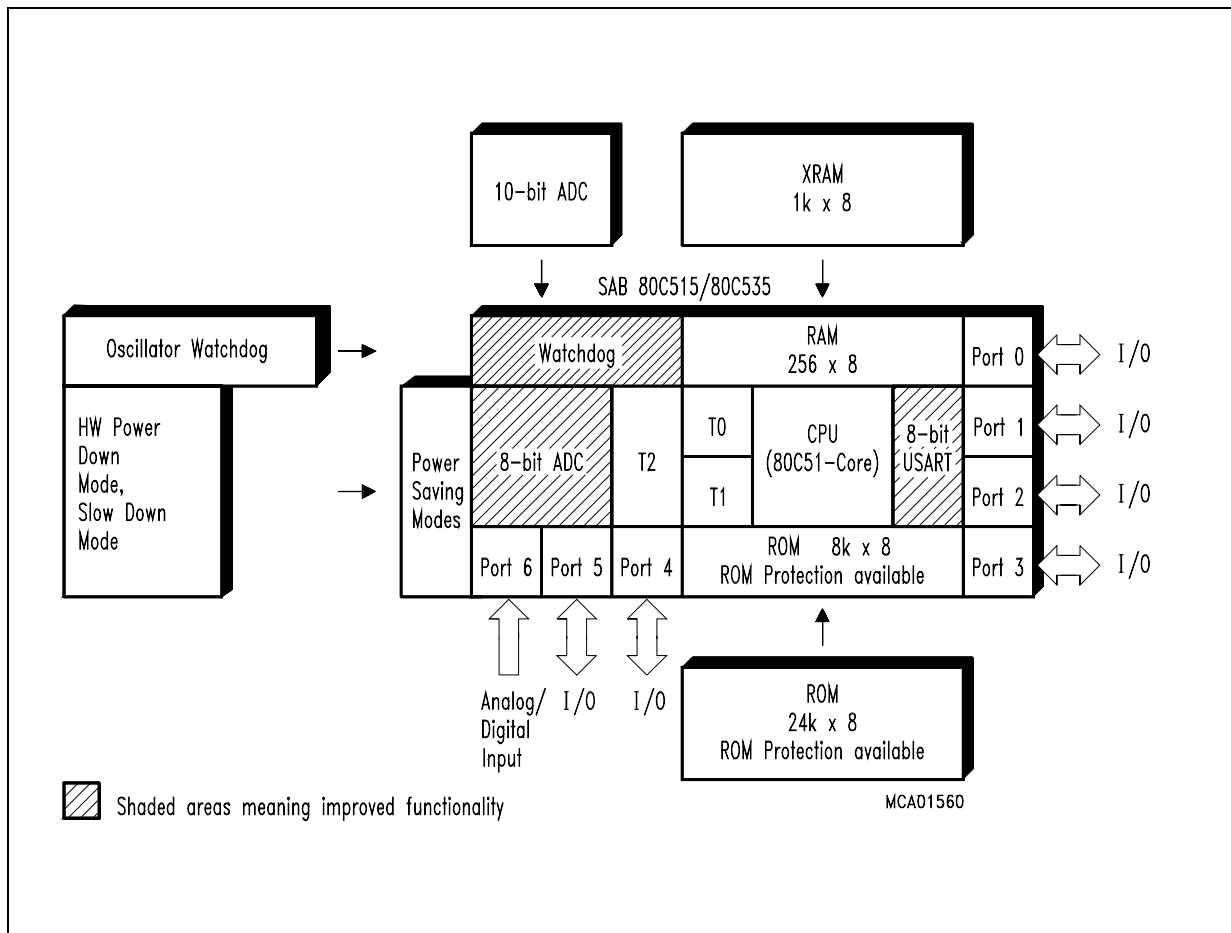 10-bit ADC
XRAM
1k x 8
SAB 80C515/80C535
Oscillator Watchdog
HW Power
Down
Mode,
Slow Down
Mode
Power
Saving
Modes
Watchdog
RAM
256 x 8
Port 0
I/O
8-bit ADC
T2
T0
T1
CPU
(80C51-Core)
8-bit
USART
Port 1
I/O
Port 2
I/O
Port 6
Port 5
Port 4
ROM 8k x 8
ROM Protection available
Port 3
I/O
Analog/
Digital
Input
I/O
I/O
ROM
24k x 8
ROM Protection available
MCA01560
Shaded areas meaning improved functionality